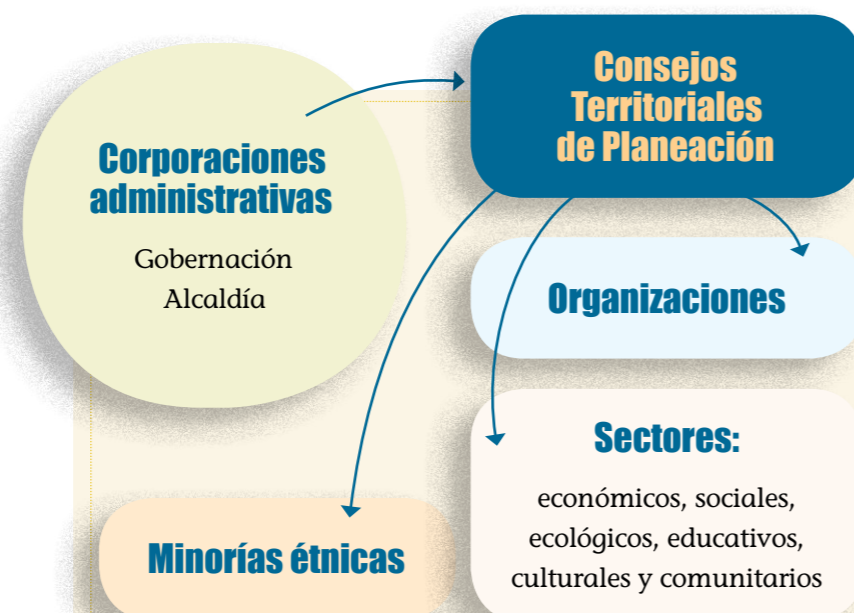 Corporaciones
administrativas
Gobernación
Alcaldía
Consejos
Territoriales
de Planeación
Organizaciones
Sectores:
económicos, sociales,
ecológicos, educativos,
culturales y comunitarios
Minorías étnicas